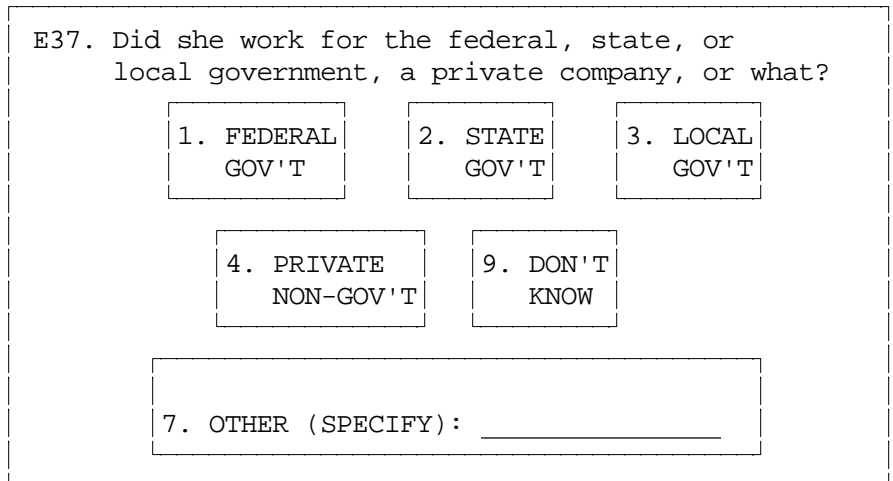 E37. Did she work for the federal, state, or
local government, a private company, or what?
1. FEDERAL 2. STATE 3. LOCAL
GOV'T GOV'T GOV'T
4. PRIVATE 9. DON'T
NON-GOV'T KNOW
7. OTHER (SPECIFY):